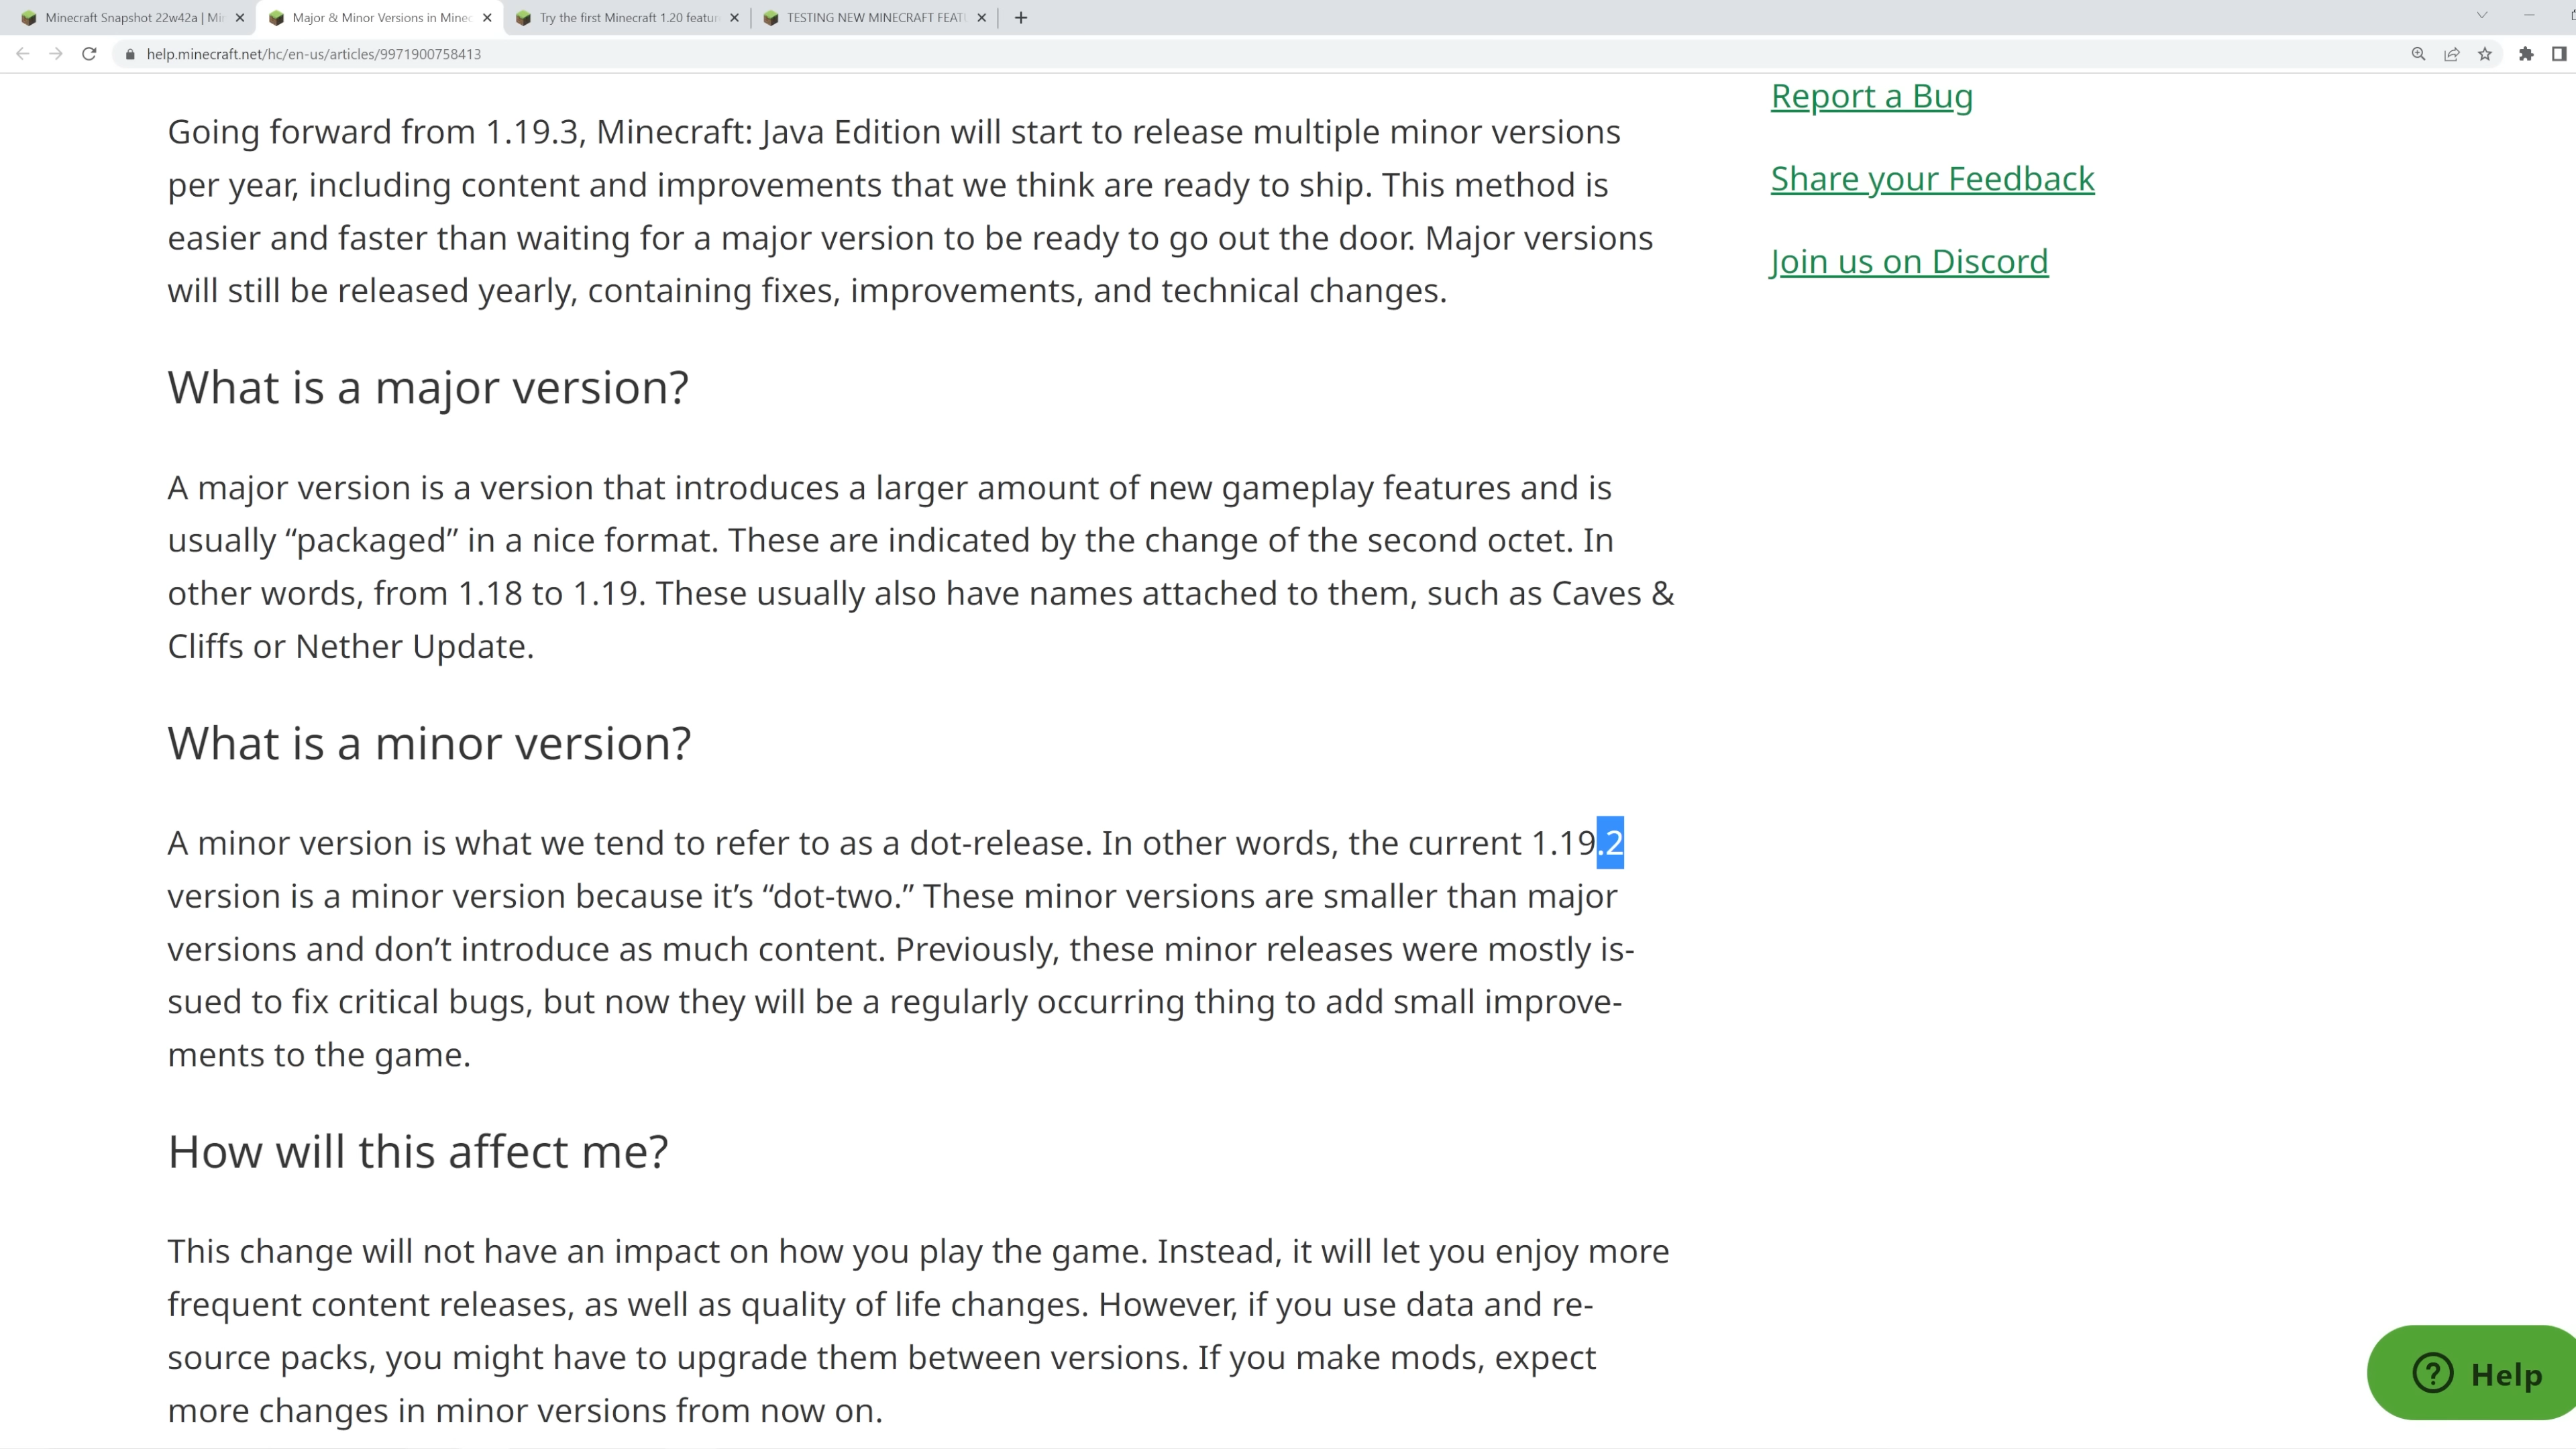 Minecraft Snapshot 22w42a | Mi
Major & Minor Versions in Minec
Try the first Minecraft 1.20 featur
TESTING NEW MINECRAFT FEAT
help.minecraft.net/hc/en-us/articles/9971900758413
Going forward from 1.19.3, Minecraft: Java Edition will start to release multiple minor versions
per year, including content and improvements that we think are ready to ship. This method is
easier and faster than waiting for a major version to be ready to go out the door. Major versions
will still be released yearly, containing fixes, improvements, and technical changes.
What is a major version?
A major version is a version that introduces a larger amount of new gameplay features and is
usually “packaged” in a nice format. These are indicated by the change of the second octet. In
other words, from 1.18 to 1.19. These usually also have names attached to them, such as Caves &
Cliffs or Nether Update.
What is a minor version?
A minor version is what we tend to refer to as a dot-release. In other words, the current 1.19.2
version is a minor version because it’s “dot-two.” These minor versions are smaller than major
versions and don’t introduce as much content. Previously, these minor releases were mostly is-
sued to fix critical bugs, but now they will be a regularly occurring thing to add small improve-
ments to the game.
How will this affect me?
This change will not have an impact on how you play the game. Instead, it will let you enjoy more
frequent content releases, as well as quality of life changes. However, if you use data and re-
source packs, you might have to upgrade them between versions. If you make mods, expect
more changes in minor versions from now on.
Report a Bug
Share your Feedback
Join us on Discord
Help